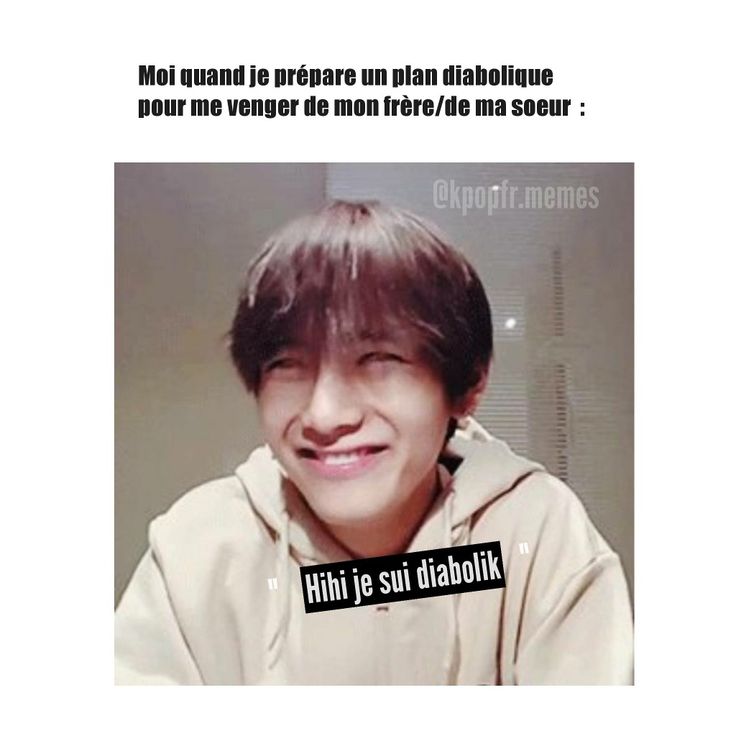 Moi quand je prépare un plan diabolique
pour me venger de mon frère/de ma soeur :
@kpopfr.memes
" Hihi je sui diabolik "